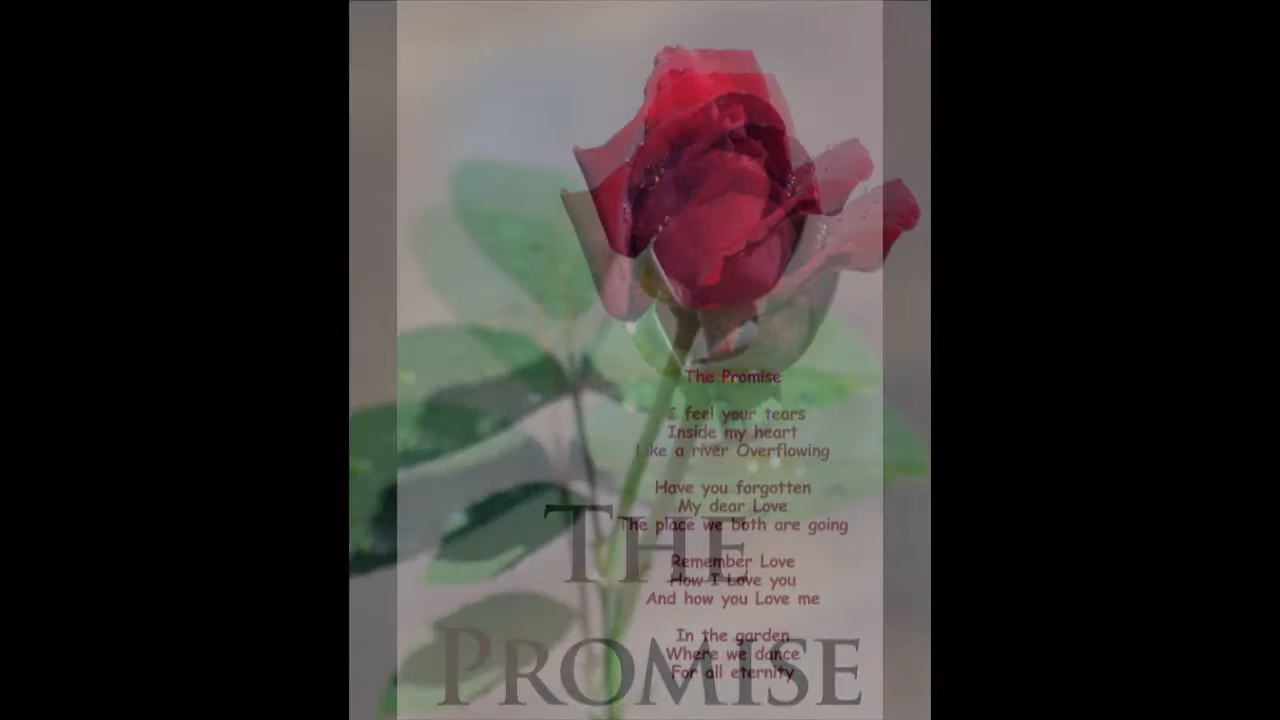 The Promise
I feel your tears
Inside my heart
Like a river Overflowing
Have you forgotten
My dear Love
The place we both are going
Remember Love
How I Love you
And how you Love me
In the garden
Where we dance
For all eternity
THE
PROMISE